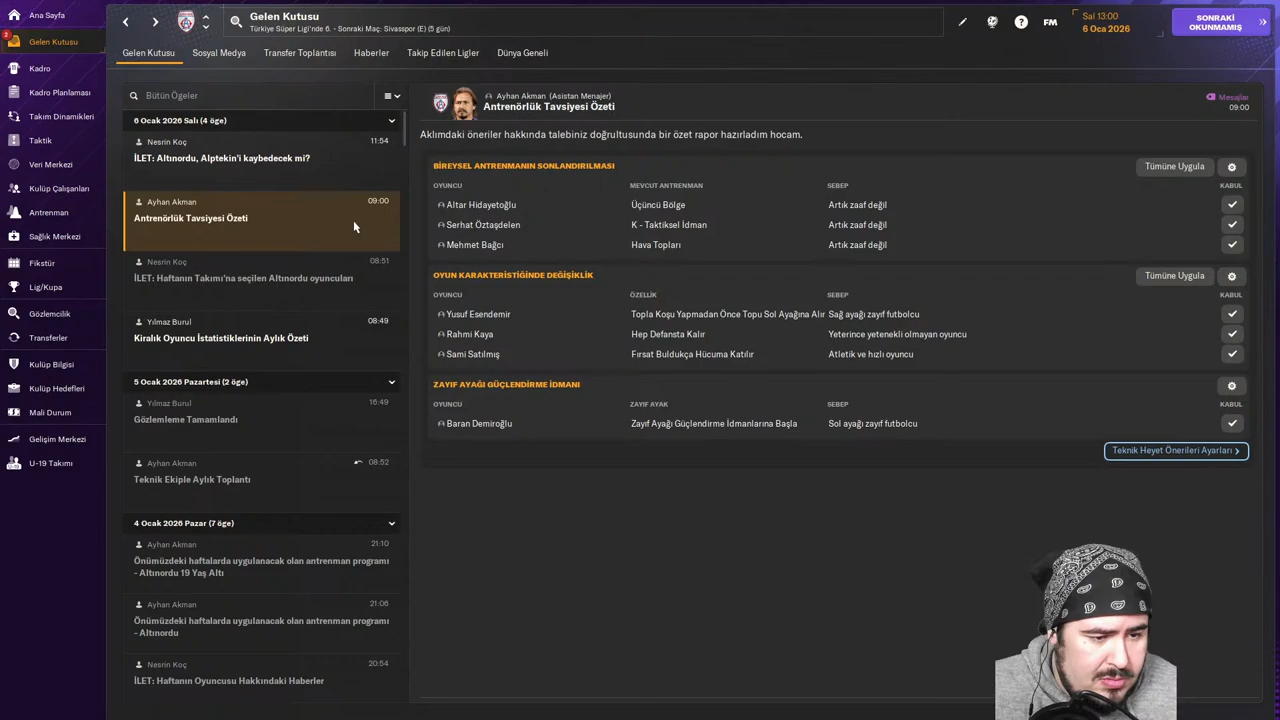 Ana Sayfa
2
Gelen Kutusu
Kadro
Kadro Planlaması
Takım Dinamikleri
Taktik
Veri Merkezi
Kulüp Çalışanları
Antrenman
Sağlık Merkezi
Fikstür
Lig/Kupa
Gözlemcilik
Transferler
Kulüp Bilgisi
Kulüp Hedefleri
Mali Durum
Gelişim Merkezi
U-19 Takımı
Gelen Kutusu
Türkiye Süper Ligi'nde 6. - Sonraki Maç: Sivasspor (E) (5 gün)
FM
Sal 13:00
6 Oca 2026
SONRAKİ
OKUNMAMIŞ
Gelen Kutusu Sosyal Medya Transfer Toplantısı Haberler Takip Edilen Ligler Dünya Geneli
Bütün Ögeler
6 Ocak 2026 Salı (4 öge)
Nesrin Koç 11:54
İLET: Altınordu, Alptekin'i kaybedecek mi?
Ayhan Akman 09:00
Antrenörlük Tavsiyesi Özeti
Nesrin Koç 08:51
İLET: Haftanın Takımı'na seçilen Altınordu oyuncuları
Yılmaz Burul 08:49
Kiralık Oyuncu İstatistiklerinin Aylık Özeti
5 Ocak 2026 Pazartesi (2 öge)
Yılmaz Burul 16:49
Gözlemleme Tamamlandı
Ayhan Akman 08:52
Teknik Ekiple Aylık Toplantı
4 Ocak 2026 Pazar (7 öge)
Ayhan Akman 21:10
Önümüzdeki haftalarda uygulanacak olan antrenman programı
- Altınordu 19 Yaş Altı
Ayhan Akman 21:06
Önümüzdeki haftalarda uygulanacak olan antrenman programı
- Altınordu
Nesrin Koç 20:54
İLET: Haftanın Oyuncusu Hakkındaki Haberler
Ayhan Akman (Asistan Menajer)
Antrenörlük Tavsiyesi Özeti
Mesajlar
09:00
Aklımdaki öneriler hakkında talebiniz doğrultusunda bir özet rapor hazırladım hocam.
BİREYSEL ANTRENMANIN SONLANDIRILMASI Tümüne Uygula
OYUNCU MEVCUT ANTRENMAN SEBEP KABUL
Altar Hidayetoğlu Üçüncü Bölge Artık zaaf değil
Serhat Öztaşdelen K - Taktiksel İdman Artık zaaf değil
Mehmet Bağcı Hava Topları Artık zaaf değil
OYUN KARAKTERİSTİĞİNDE DEĞİŞİKLİK Tümüne Uygula
OYUNCU ÖZELLİK SEBEP KABUL
Yusuf Esendemir Topla Koşu Yapmadan Önce Topu Sol Ayağına Alır Sağ ayağı zayıf futbolcu
Rahmi Kaya Hep Defansta Kalır Yeterince yetenekli olmayan oyuncu
Sami Satılmış Fırsat Buldukça Hücuma Katılır Atletik ve hızlı oyuncu
ZAYIF AYAĞI GÜÇLENDİRME İDMANI
OYUNCU ZAYIF AYAK SEBEP KABUL
Baran Demiroğlu Zayıf Ayağı Güçlendirme İdmanlarına Başla Sol ayağı zayıf futbolcu
Teknik Heyet Önerileri Ayarları